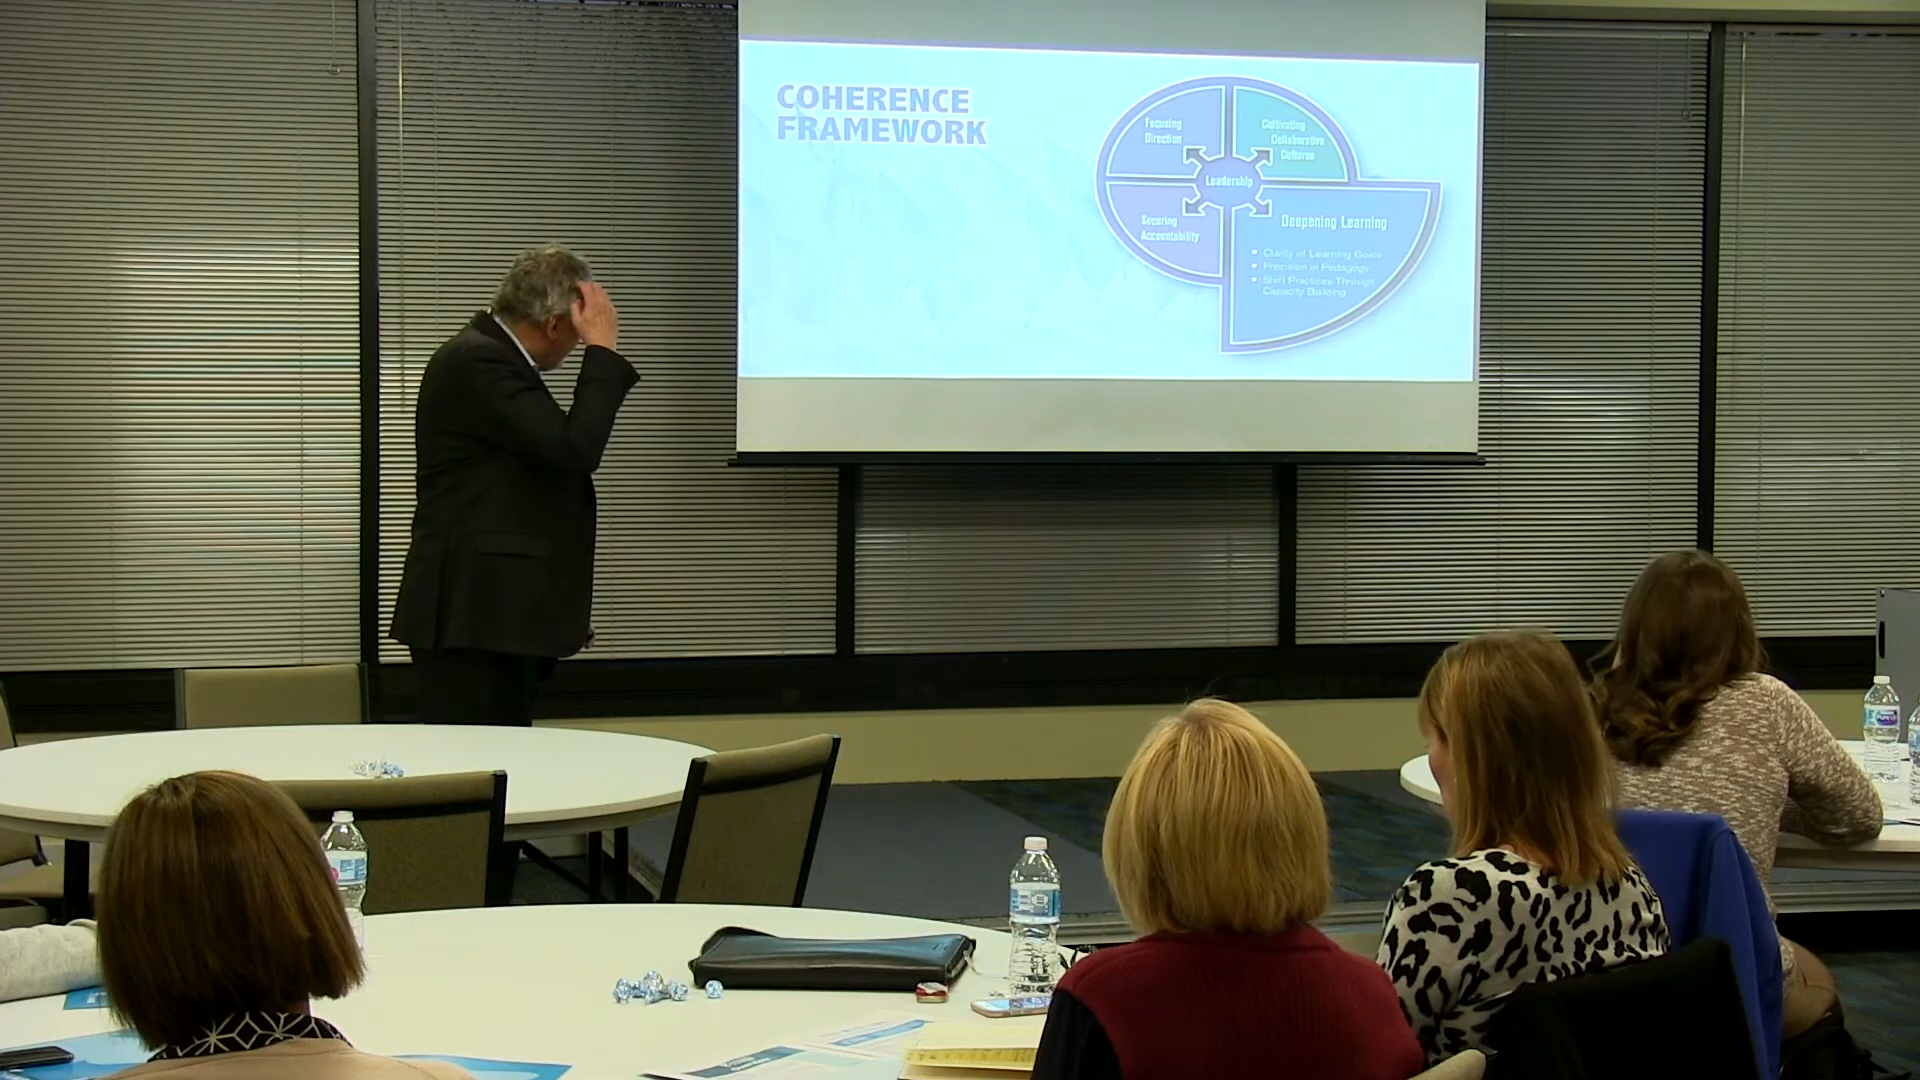 COHERENCE
FRAMEWORK
Focusing
Direction
Cultivating
Collaborative
Cultures
Leadership
Securing
Accountability
Deepening Learning
• Clarity of Learning Goals
• Precision in Pedagogy
• Shift Practices Through
Capacity Building